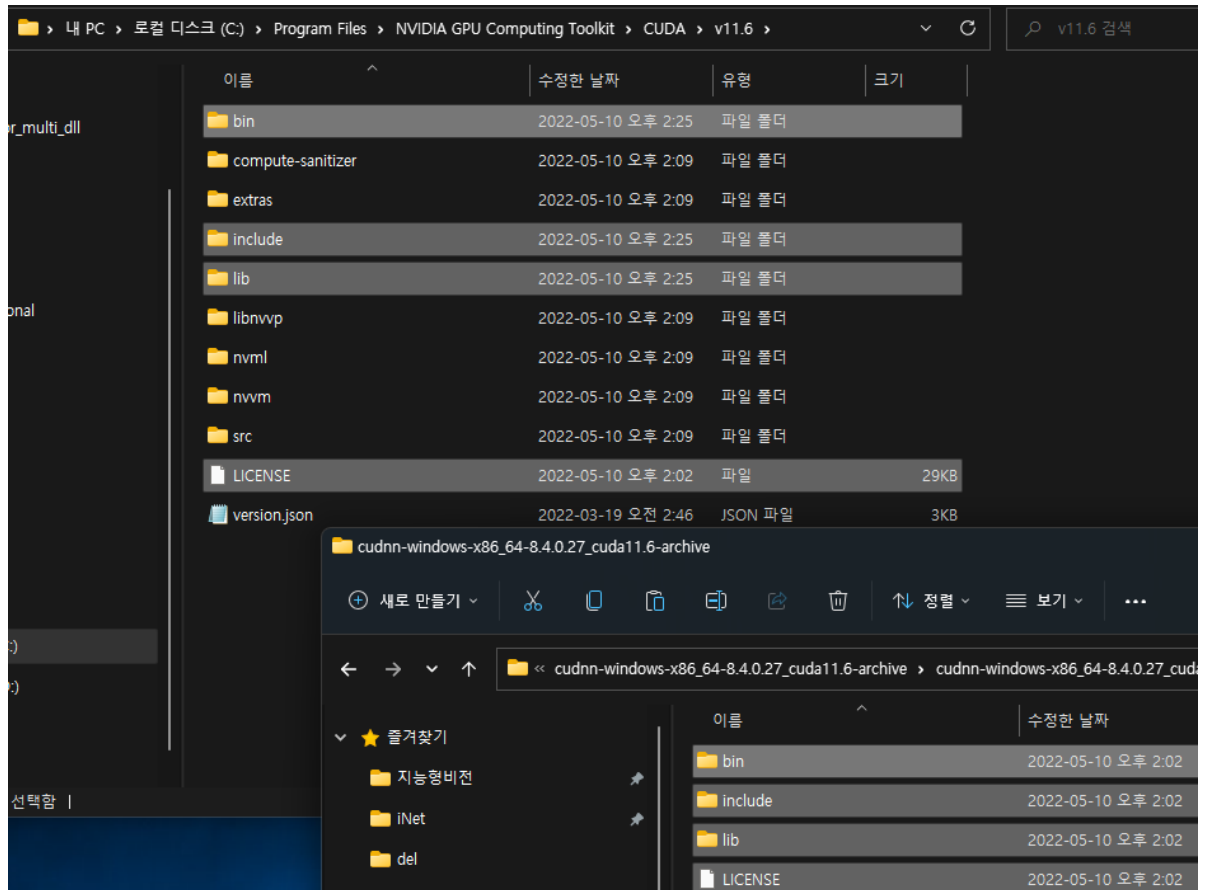 내 PC > 로컬 디스크 (C:) > Program Files > NVIDIA GPU Computing Toolkit > CUDA > v11.6 >
v11.6 검색
이름 수정한 날짜 유형 크기
r_multi_dll
bin 2022-05-10 오후 2:25 파일 폴더
compute-sanitizer 2022-05-10 오후 2:09 파일 폴더
extras 2022-05-10 오후 2:09 파일 폴더
include 2022-05-10 오후 2:25 파일 폴더
lib 2022-05-10 오후 2:25 파일 폴더
onal
libnvvp 2022-05-10 오후 2:09 파일 폴더
nvml 2022-05-10 오후 2:09 파일 폴더
nvvm 2022-05-10 오후 2:09 파일 폴더
src 2022-05-10 오후 2:09 파일 폴더
LICENSE 2022-05-10 오후 2:02 파일 29KB
version.json 2022-03-19 오전 2:46 JSON 파일 3KB
:)
:)
선택함 |
cudnn-windows-x86_64-8.4.0.27_cuda11.6-archive
새로 만들기 정렬 보기 ...
« cudnn-windows-x86_64-8.4.0.27_cuda11.6-archive > cudnn-windows-x86_64-8.4.0.27_cuda
이름 수정한 날짜
즐겨찾기
지능형비전
iNet
del
bin 2022-05-10 오후 2:02
include 2022-05-10 오후 2:02
lib 2022-05-10 오후 2:02
LICENSE 2022-05-10 오후 2:02